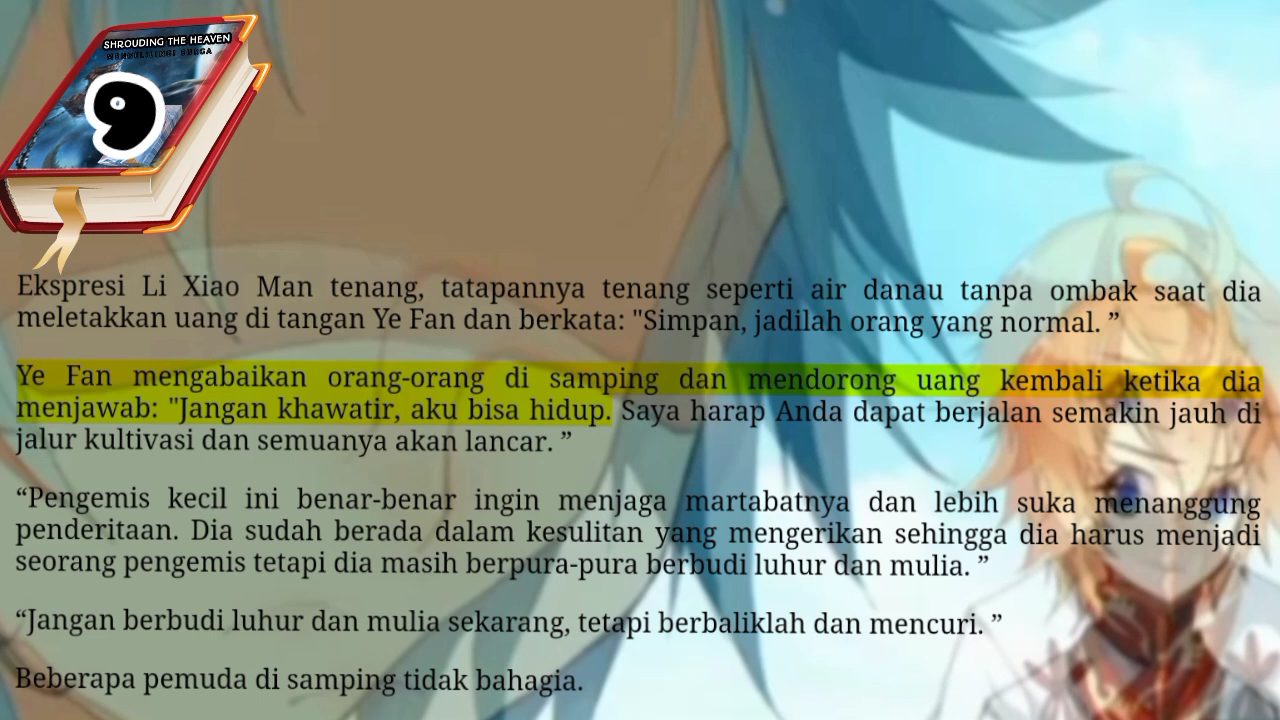 SHROUDING THE HEAVEN
9
Ekspresi Li Xiao Man tenang, tatapannya tenang seperti air danau tanpa ombak saat dia
meletakkan uang di tangan Ye Fan dan berkata: "Simpan, jadilah orang yang normal. ”
Ye Fan mengabaikan orang-orang di samping dan mendorong uang kembali ketika dia
menjawab: "Jangan khawatir, aku bisa hidup. Saya harap Anda dapat berjalan semakin jauh di
jalur kultivasi dan semuanya akan lancar. ”
“Pengemis kecil ini benar-benar ingin menjaga martabatnya dan lebih suka menanggung
penderitaan. Dia sudah berada dalam kesulitan yang mengerikan sehingga dia harus menjadi
seorang pengemis tetapi dia masih berpura-pura berbudi luhur dan mulia. ”
“Jangan berbudi luhur dan mulia sekarang, tetapi berbaliklah dan mencuri. ”
Beberapa pemuda di samping tidak bahagia.